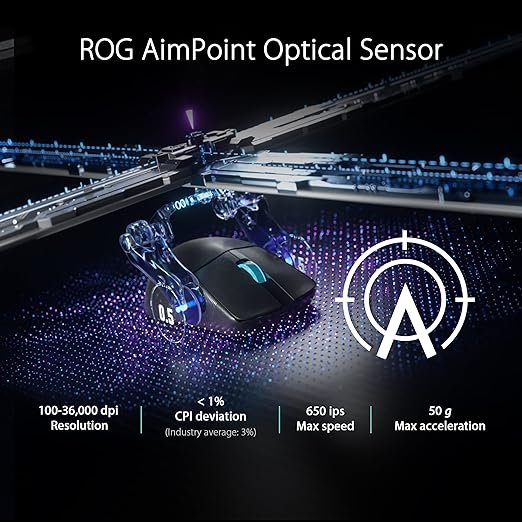 ROG AimPoint Optical Sensor
0.5
100-36,000 dpi
Resolution
< 1%
CPI deviation
(Industry average: 3%)
650 ips
Max speed
50 g
Max acceleration